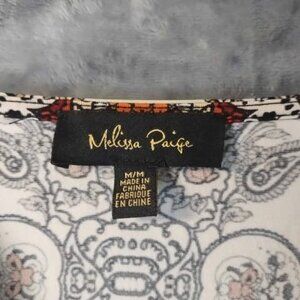 Melissa Paige
M/M
MADE IN
CHINA
FABRIQUE
EN CHINE